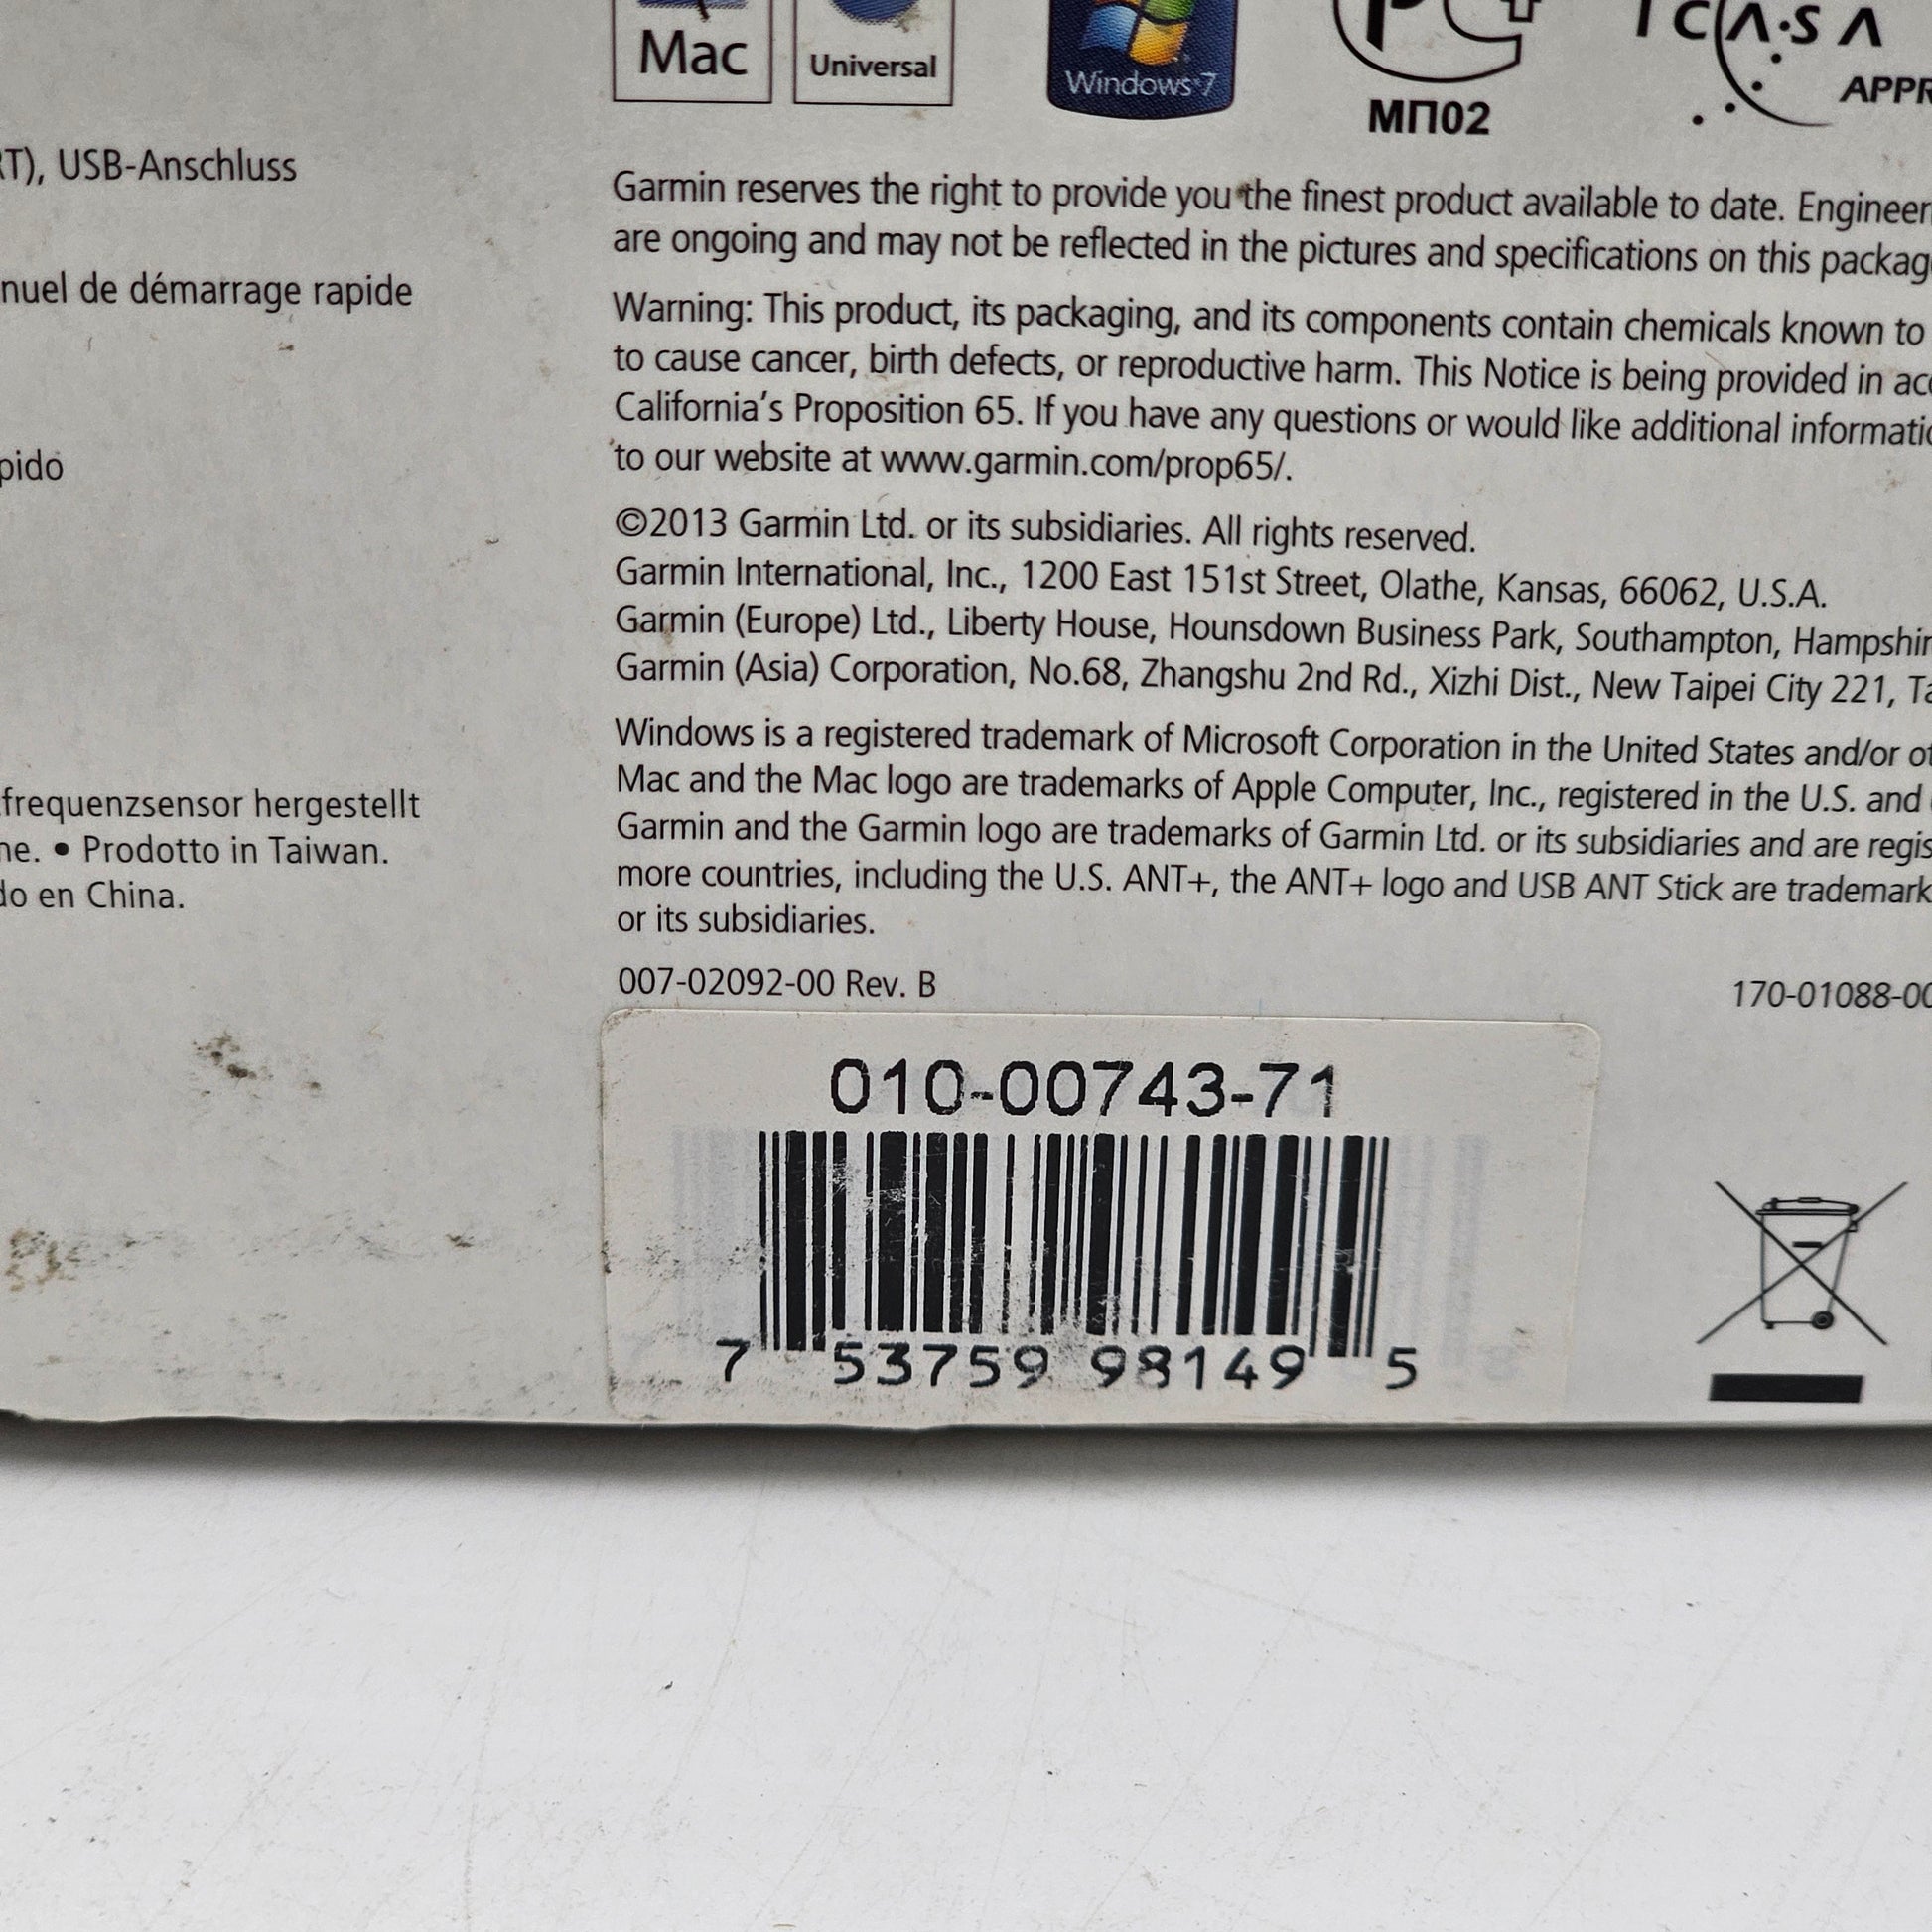 Mac
Universal
Windows 7
МП02
ICASA
RT), USB-Anschluss
nuel de démarrage rapide
pido
frequenzsensor hergestellt
ne. • Prodotto in Taiwan.
do en China.
Garmin reserves the right to provide you the finest product available to date. Engineer
are ongoing and may not be reflected in the pictures and specifications on this packag
Warning: This product, its packaging, and its components contain chemicals known to
to cause cancer, birth defects, or reproductive harm. This Notice is being provided in acc
California's Proposition 65. If you have any questions or would like additional informatio
to our website at www.garmin.com/prop65/.
©2013 Garmin Ltd. or its subsidiaries. All rights reserved.
Garmin International, Inc., 1200 East 151st Street, Olathe, Kansas, 66062, U.S.A.
Garmin (Europe) Ltd., Liberty House, Hounsdown Business Park, Southampton, Hampshir
Garmin (Asia) Corporation, No.68, Zhangshu 2nd Rd., Xizhi Dist., New Taipei City 221, Ta
Windows is a registered trademark of Microsoft Corporation in the United States and/or ot
Mac and the Mac logo are trademarks of Apple Computer, Inc., registered in the U.S. and
Garmin and the Garmin logo are trademarks of Garmin Ltd. or its subsidiaries and are regis
more countries, including the U.S. ANT+, the ANT+ logo and USB ANT Stick are trademark
or its subsidiaries.
007-02092-00 Rev. B
170-01088-00
010-00743-71
7 53759 98149 5